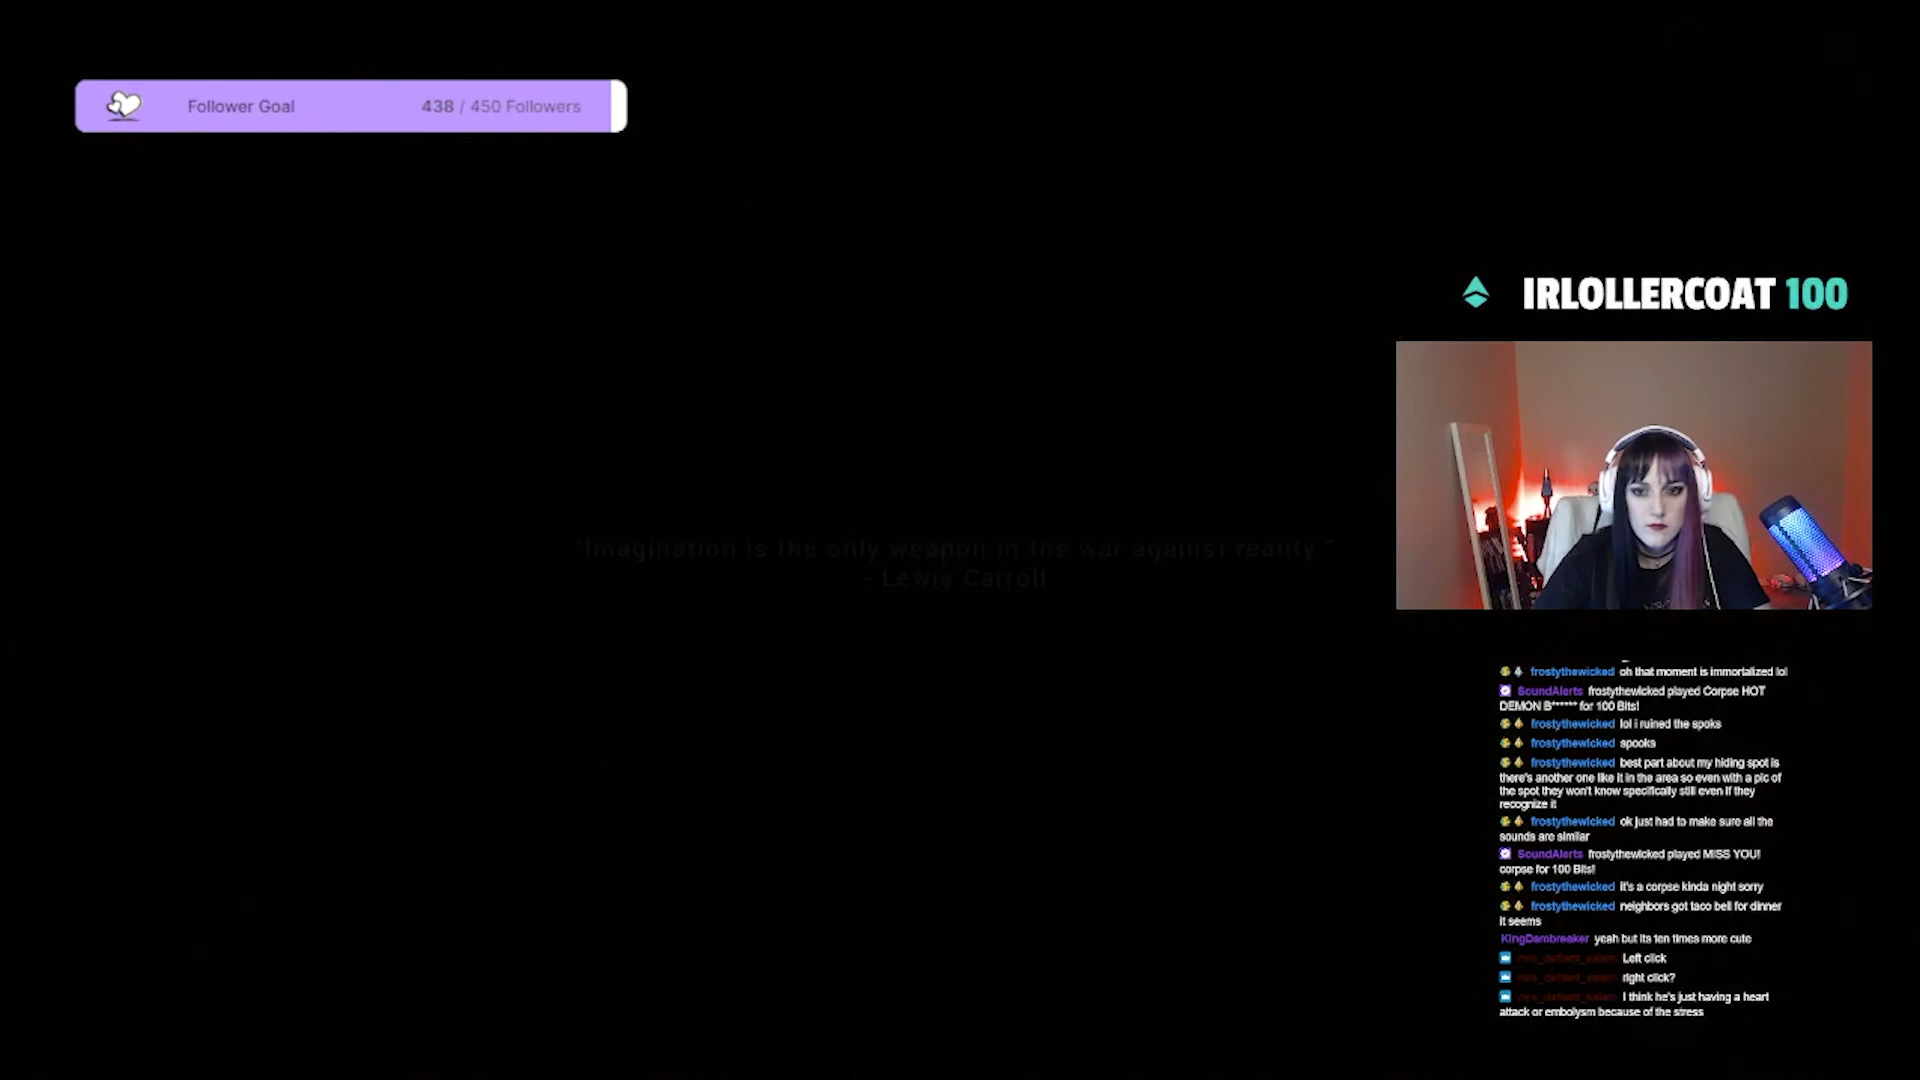 Follower Goal 438 / 450 Followers
IRLOLLERCOAT 100
"Imagination is the only weapon in the war against reality."
- Lewis Carroll
frostythewicked oh that moment is immortalized lol
SoundAlerts frostythewicked played Corpse HOT
DEMON B****** for 100 Bits!
frostythewicked lol i ruined the spoks
frostythewicked spooks
frostythewicked best part about my hiding spot is
there's another one like it in the area so even with a pic of
the spot they won't know specifically still even if they
recognize it
frostythewicked ok just had to make sure all the
sounds are similar
SoundAlerts frostythewicked played MISS YOU!
corpse for 100 Bits!
frostythewicked it's a corpse kinda night sorry
frostythewicked neighbors got taco bell for dinner
it seems
KingDambreaker yeah but its ten times more cute
mrs_defiant_salem Left click
mrs_defiant_salem right click?
mrs_defiant_salem I think he's just having a heart
attack or embolysm because of the stress